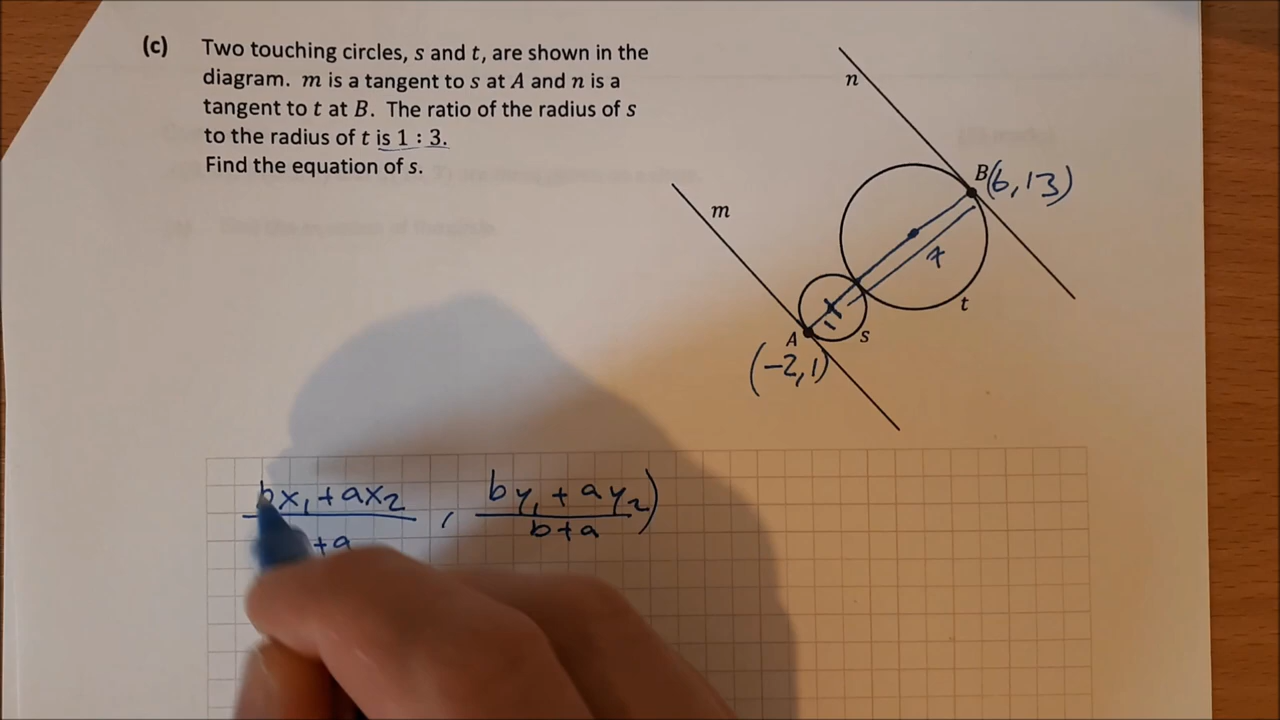 (c) Two touching circles, s and t, are shown in the
diagram. m is a tangent to s at A and n is a
tangent to t at B. The ratio of the radius of s
to the radius of t is 1 : 3.
Find the equation of s.
n
B(6,13)
m
7
t
A
s
(-2,1)
bx₁+ax₂ , by₁+ay₂)
+a b+a